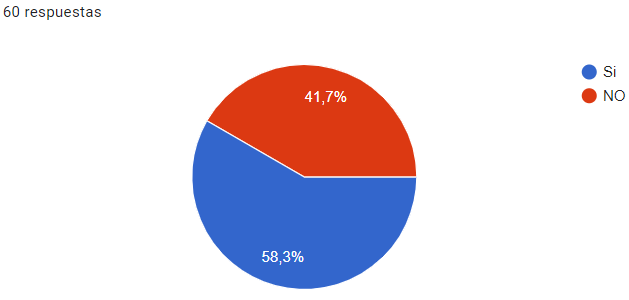 60 respuestas
Si
NO
41,7%
58,3%